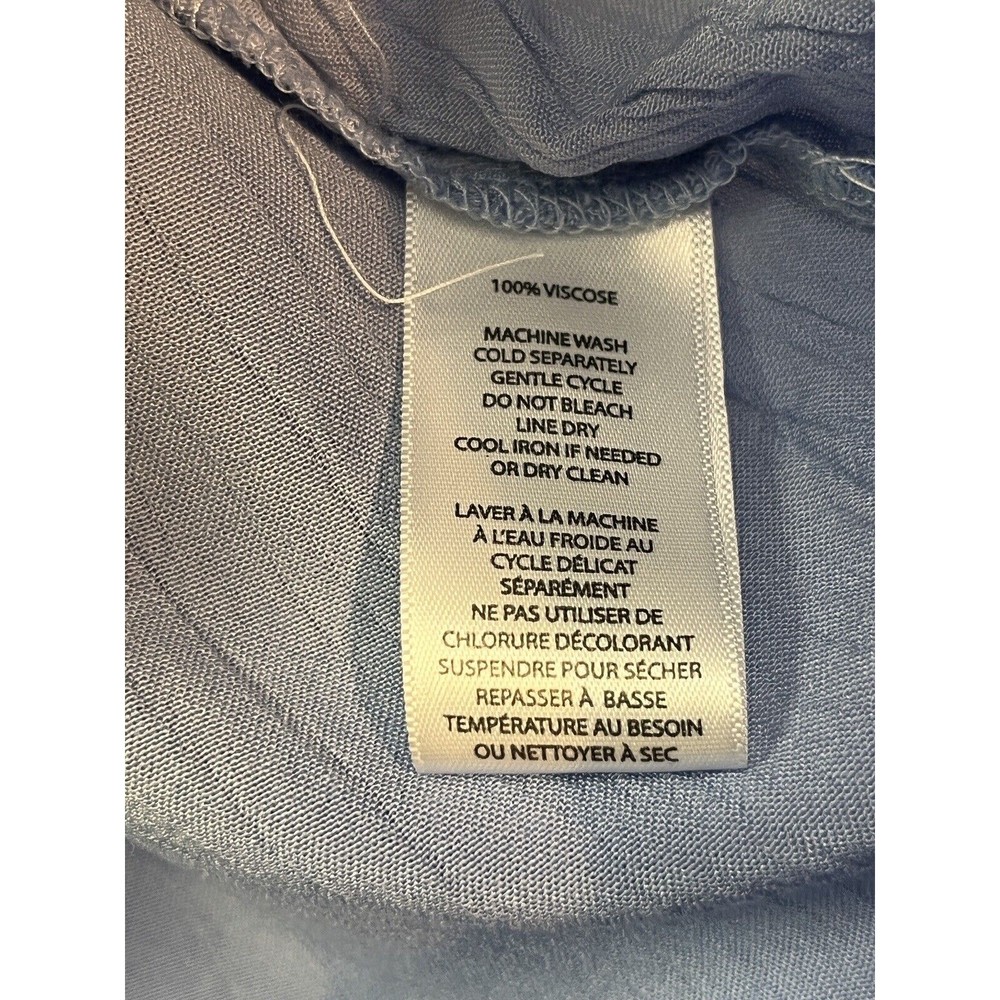 100% VISCOSE
MACHINE WASH
COLD SEPARATELY
GENTLE CYCLE
DO NOT BLEACH
LINE DRY
COOL IRON IF NEEDED
OR DRY CLEAN
LAVER À LA MACHINE
À L'EAU FROIDE AU
CYCLE DÉLICAT
SÉPARÉMENT
NE PAS UTILISER DE
CHLORURE DÉCOLORANT
SUSPENDRE POUR SÉCHER
REPASSER À BASSE
TEMPÉRATURE AU BESOIN
OU NETTOYER À SEC